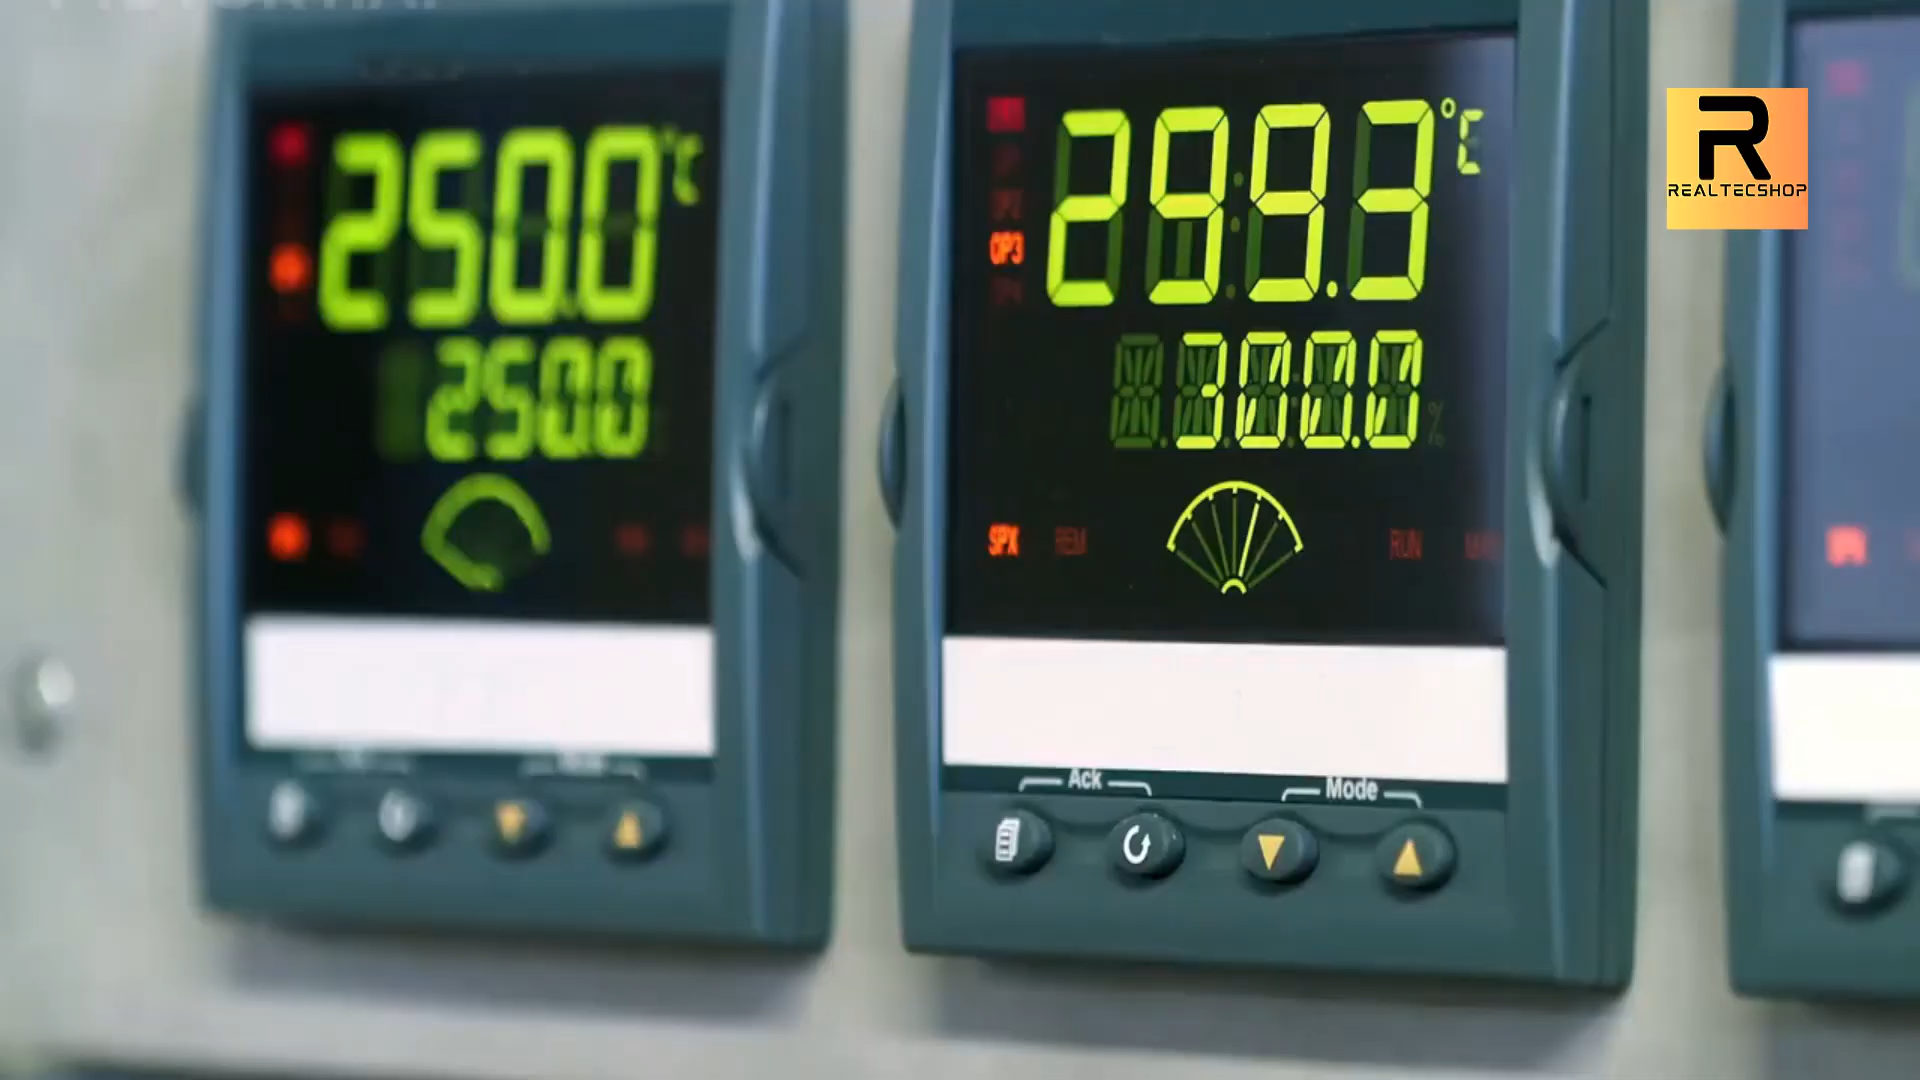 250.0
°C
250.0
299.3
°C
OP3
300.0
%
SPX
REM
RUN
Ack
Mode
R
REALTECSHOP